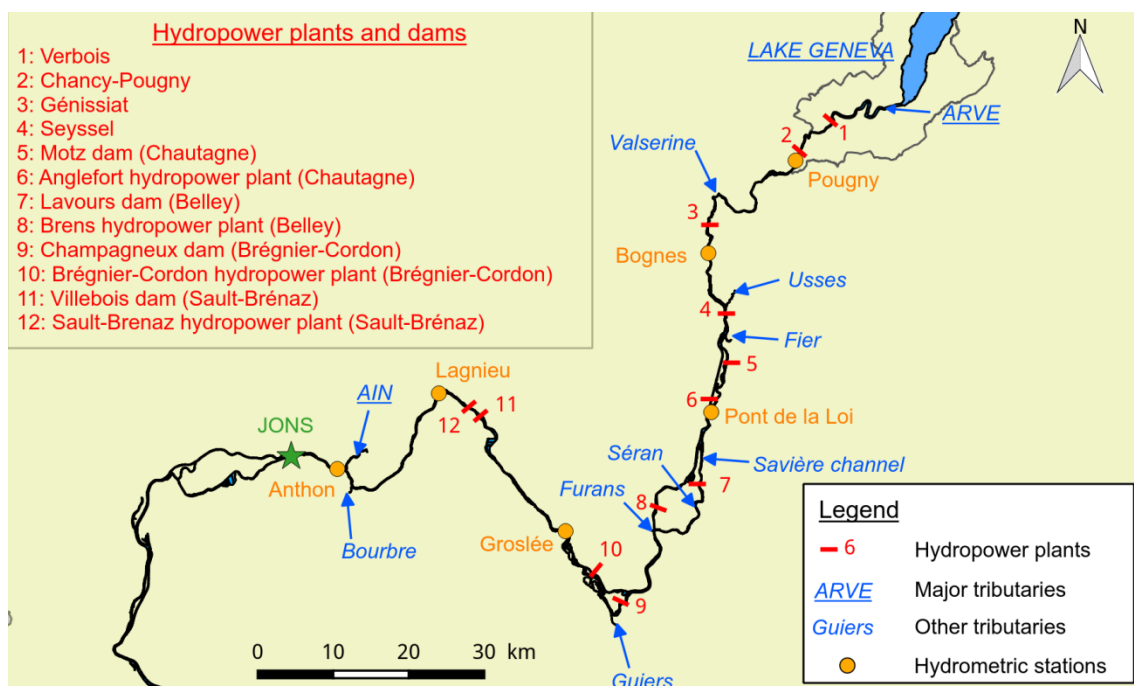 Hydropower plants and dams
1: Verbois
2: Chancy-Pougny
3: Génissiat
4: Seyssel
5: Motz dam (Chautagne)
6: Anglefort hydropower plant (Chautagne)
7: Lavours dam (Belley)
8: Brens hydropower plant (Belley)
9: Champagneux dam (Brégnier-Cordon)
10: Brégnier-Cordon hydropower plant (Brégnier-Cordon)
11: Villebois dam (Sault-Brénaz)
12: Sault-Brenaz hydropower plant (Sault-Brénaz)
LAKE GENEVA
N
ARVE
1
2
Valserine
Pougny
3
Bognes
Usses
4
Fier
5
Lagnieu
6
AIN
11
12
Pont de la Loi
JONS
Séran
Savière channel
Anthon
Furans
7
8
Bourbre
Groslée
10
9
Guiers
0 10 20 30 km
Legend
6 Hydropower plants
ARVE Major tributaries
Guiers Other tributaries
Hydrometric stations